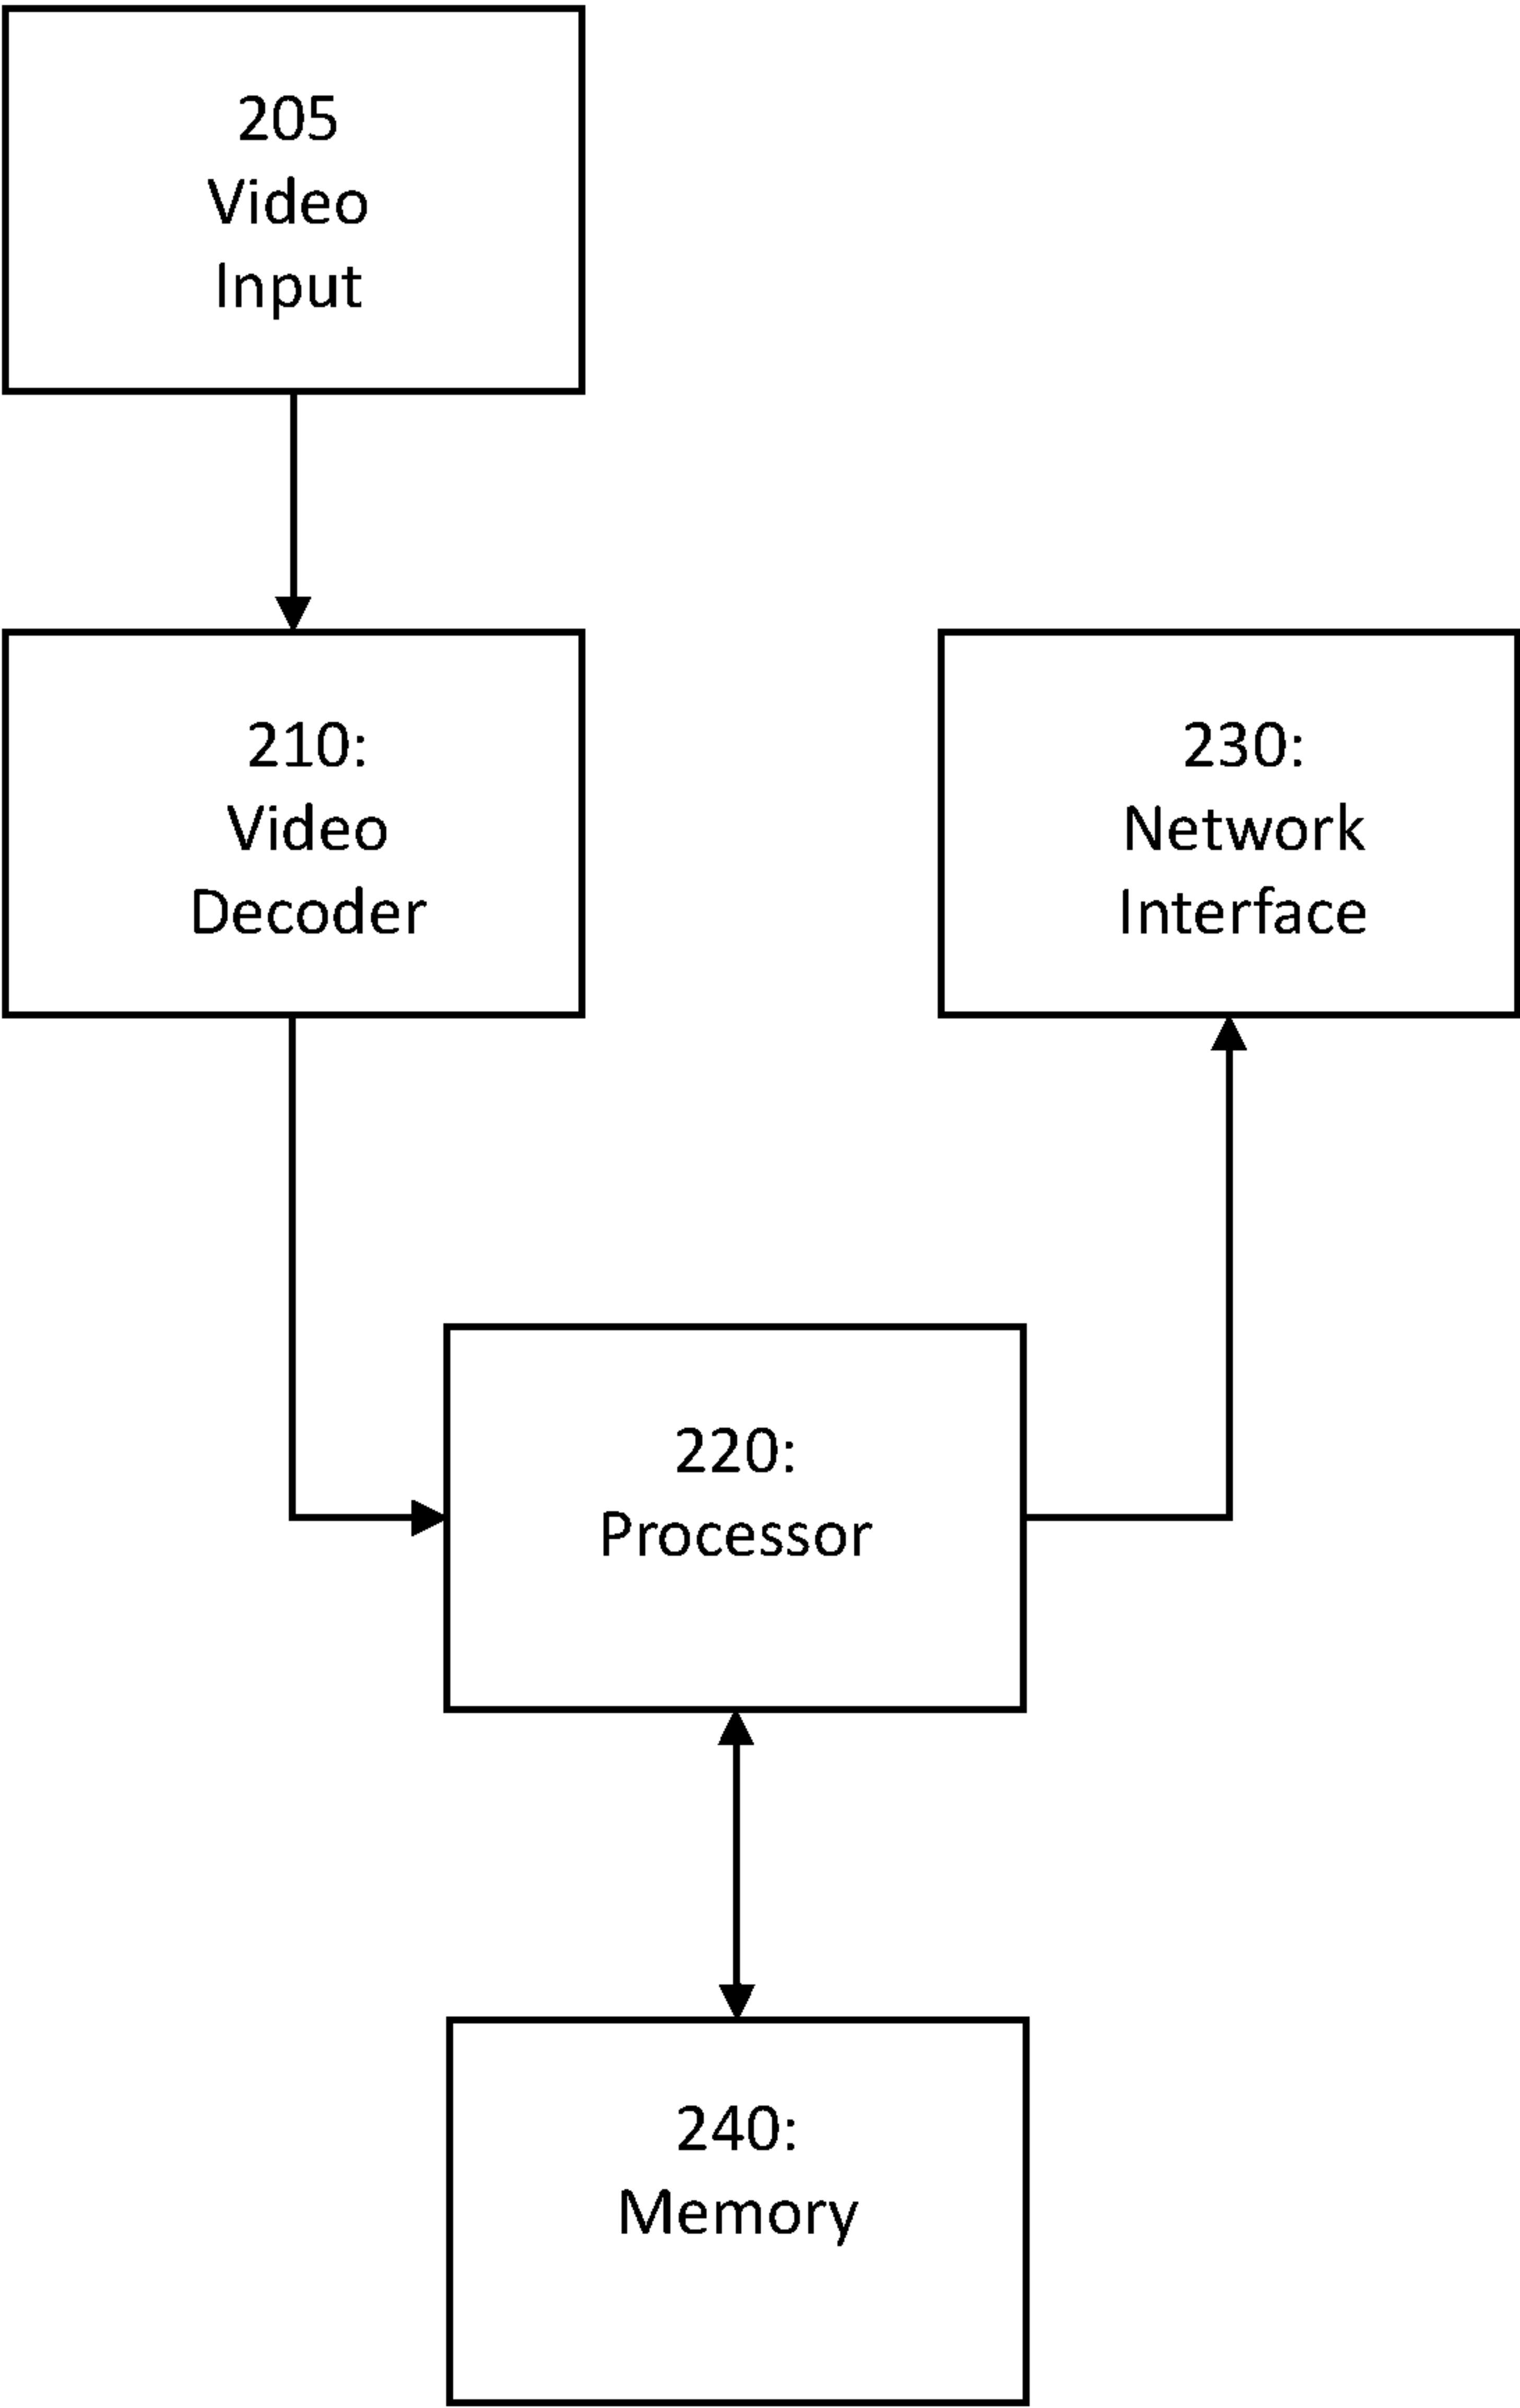 205
Video
Input
210:
Video
Decoder
230:
Network
Interface
220:
Processor
240:
Memory